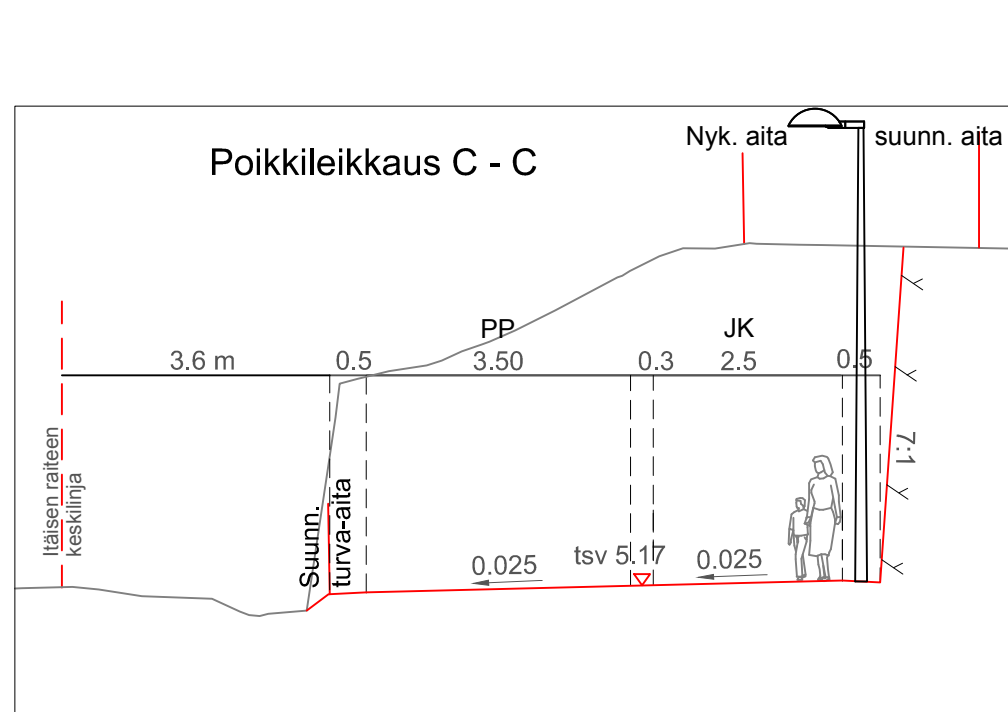 Poikkileikkaus C - C
Nyk. aita
suunn. aita
PP
JK
3.6 m
0.5
3.50
0.3
2.5
0.5
7:1
Itäisen raiteen
keskilinja
Suunn.
turva-aita
0.025
tsv 5.17
0.025